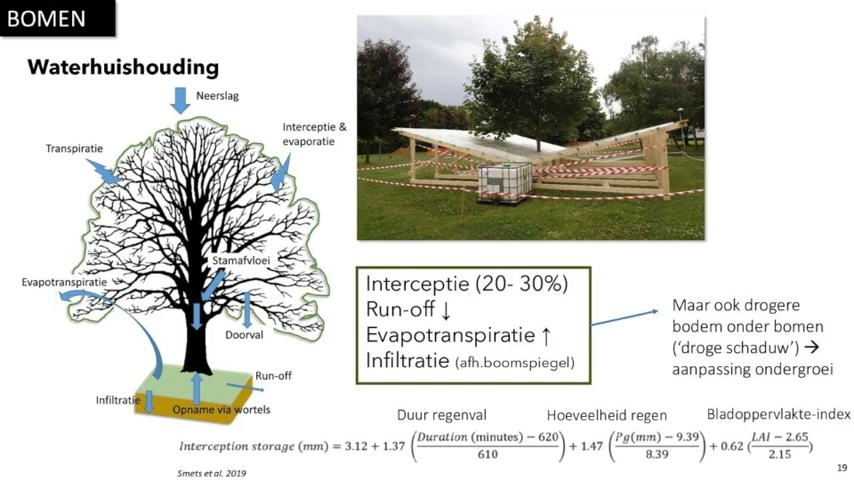 BOMEN
Waterhuishouding
Neerslag
Interceptie &
evaporatie
Transpiratie
Stamafvloei
Evapotranspiratie
Doorval
Run-off
Infiltratie
Opname via wortels
Interceptie (20- 30%)
Run-off ↓
Evapotranspiratie ↑
Infiltratie (afh.boomspiegel)
Maar ook drogere
bodem onder bomen
('droge schaduw') →
aanpassing ondergroei
Duur regenval
Hoeveelheid regen
Bladoppervlakte-index
Interception storage (mm) = 3.12 + 1.37 (Duration (minutes) − 620 / 610) + 1.47 (Pg(mm) − 9.39 / 8.39) + 0.62 (LAI − 2.65 / 2.15)
Smets et al. 2019
19